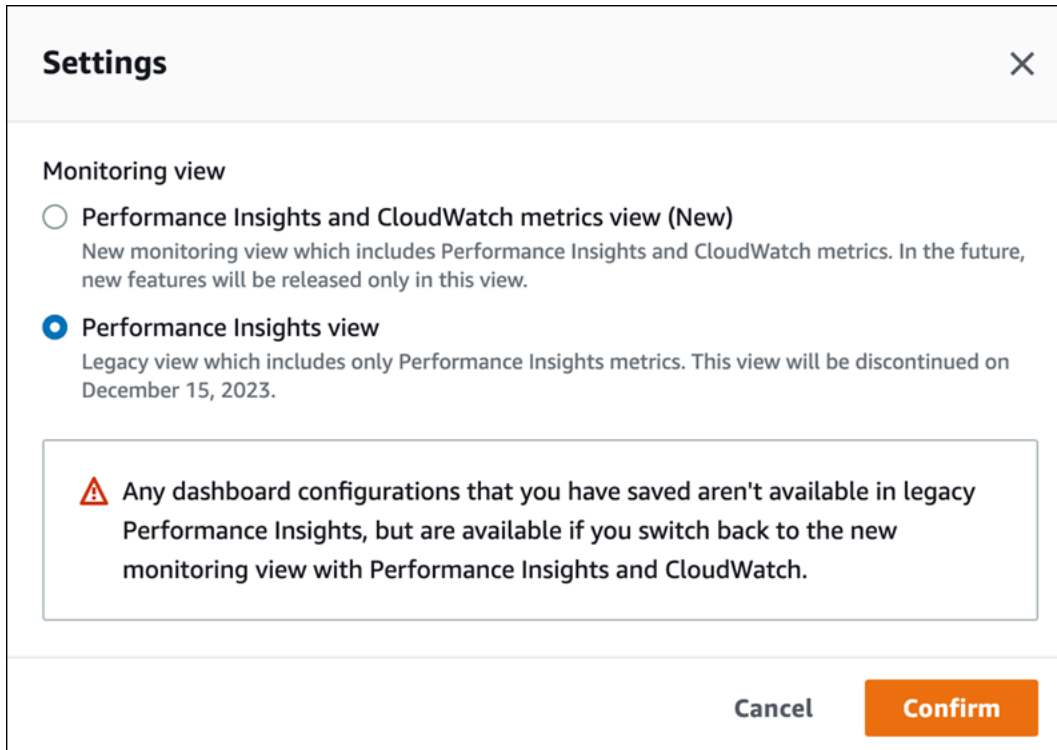 Settings
Monitoring view
Performance Insights and CloudWatch metrics view (New)
New monitoring view which includes Performance Insights and CloudWatch metrics. In the future,
new features will be released only in this view.
Performance Insights view
Legacy view which includes only Performance Insights metrics. This view will be discontinued on
December 15, 2023.
Any dashboard configurations that you have saved aren't available in legacy
Performance Insights, but are available if you switch back to the new
monitoring view with Performance Insights and CloudWatch.
Cancel
Confirm